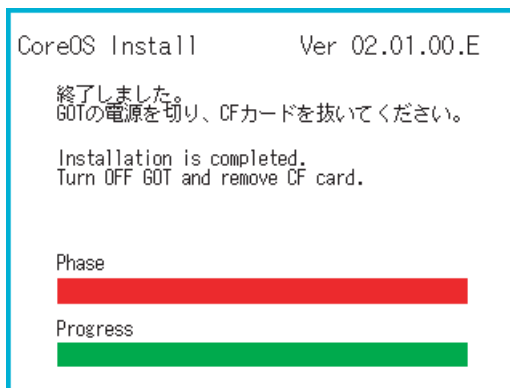 CoreOS Install Ver 02.01.00.E
終了しました。
GOTの電源を切り、CFカードを抜いてください。
Installation is completed.
Turn OFF GOT and remove CF card.
Phase
Progress